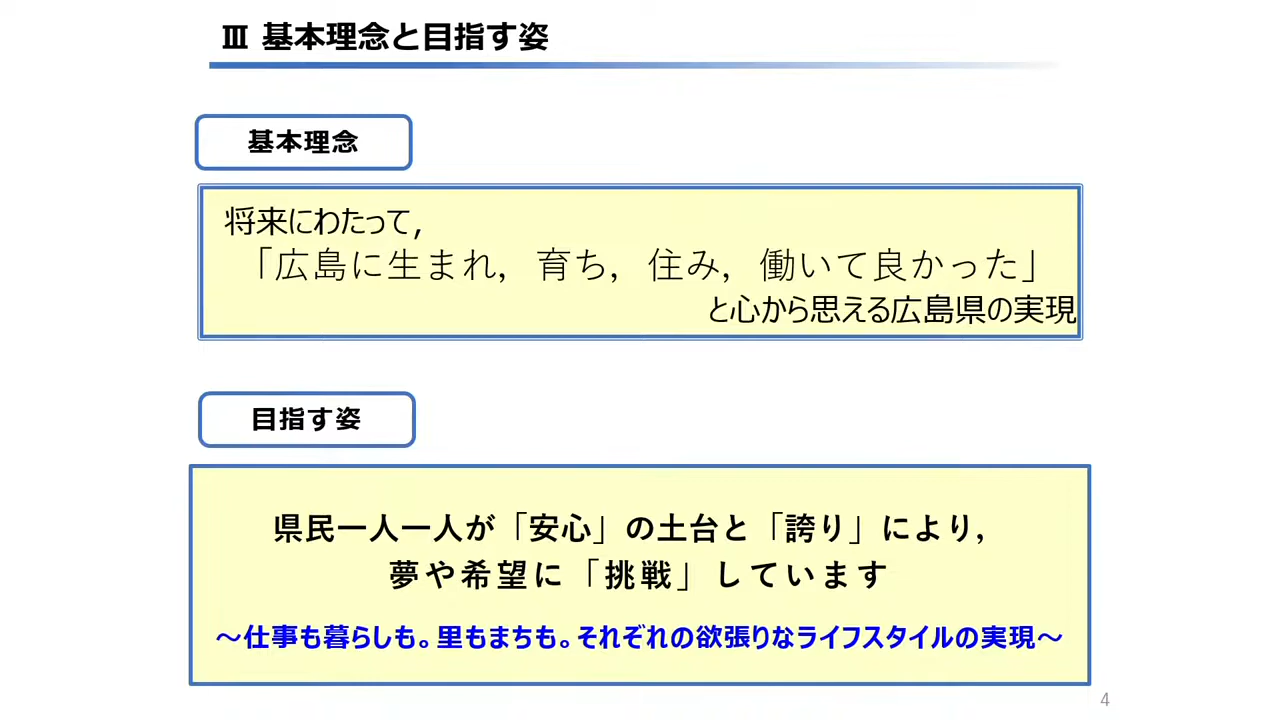 Ⅲ 基本理念と目指す姿
基本理念
将来にわたって,
「広島に生まれ，育ち，住み，働いて良かった」
と心から思える広島県の実現
目指す姿
県民一人一人が「安心」の土台と「誇り」により，
夢や希望に「挑戦」しています
～仕事も暮らしも。里もまちも。それぞれの欲張りなライフスタイルの実現～
4